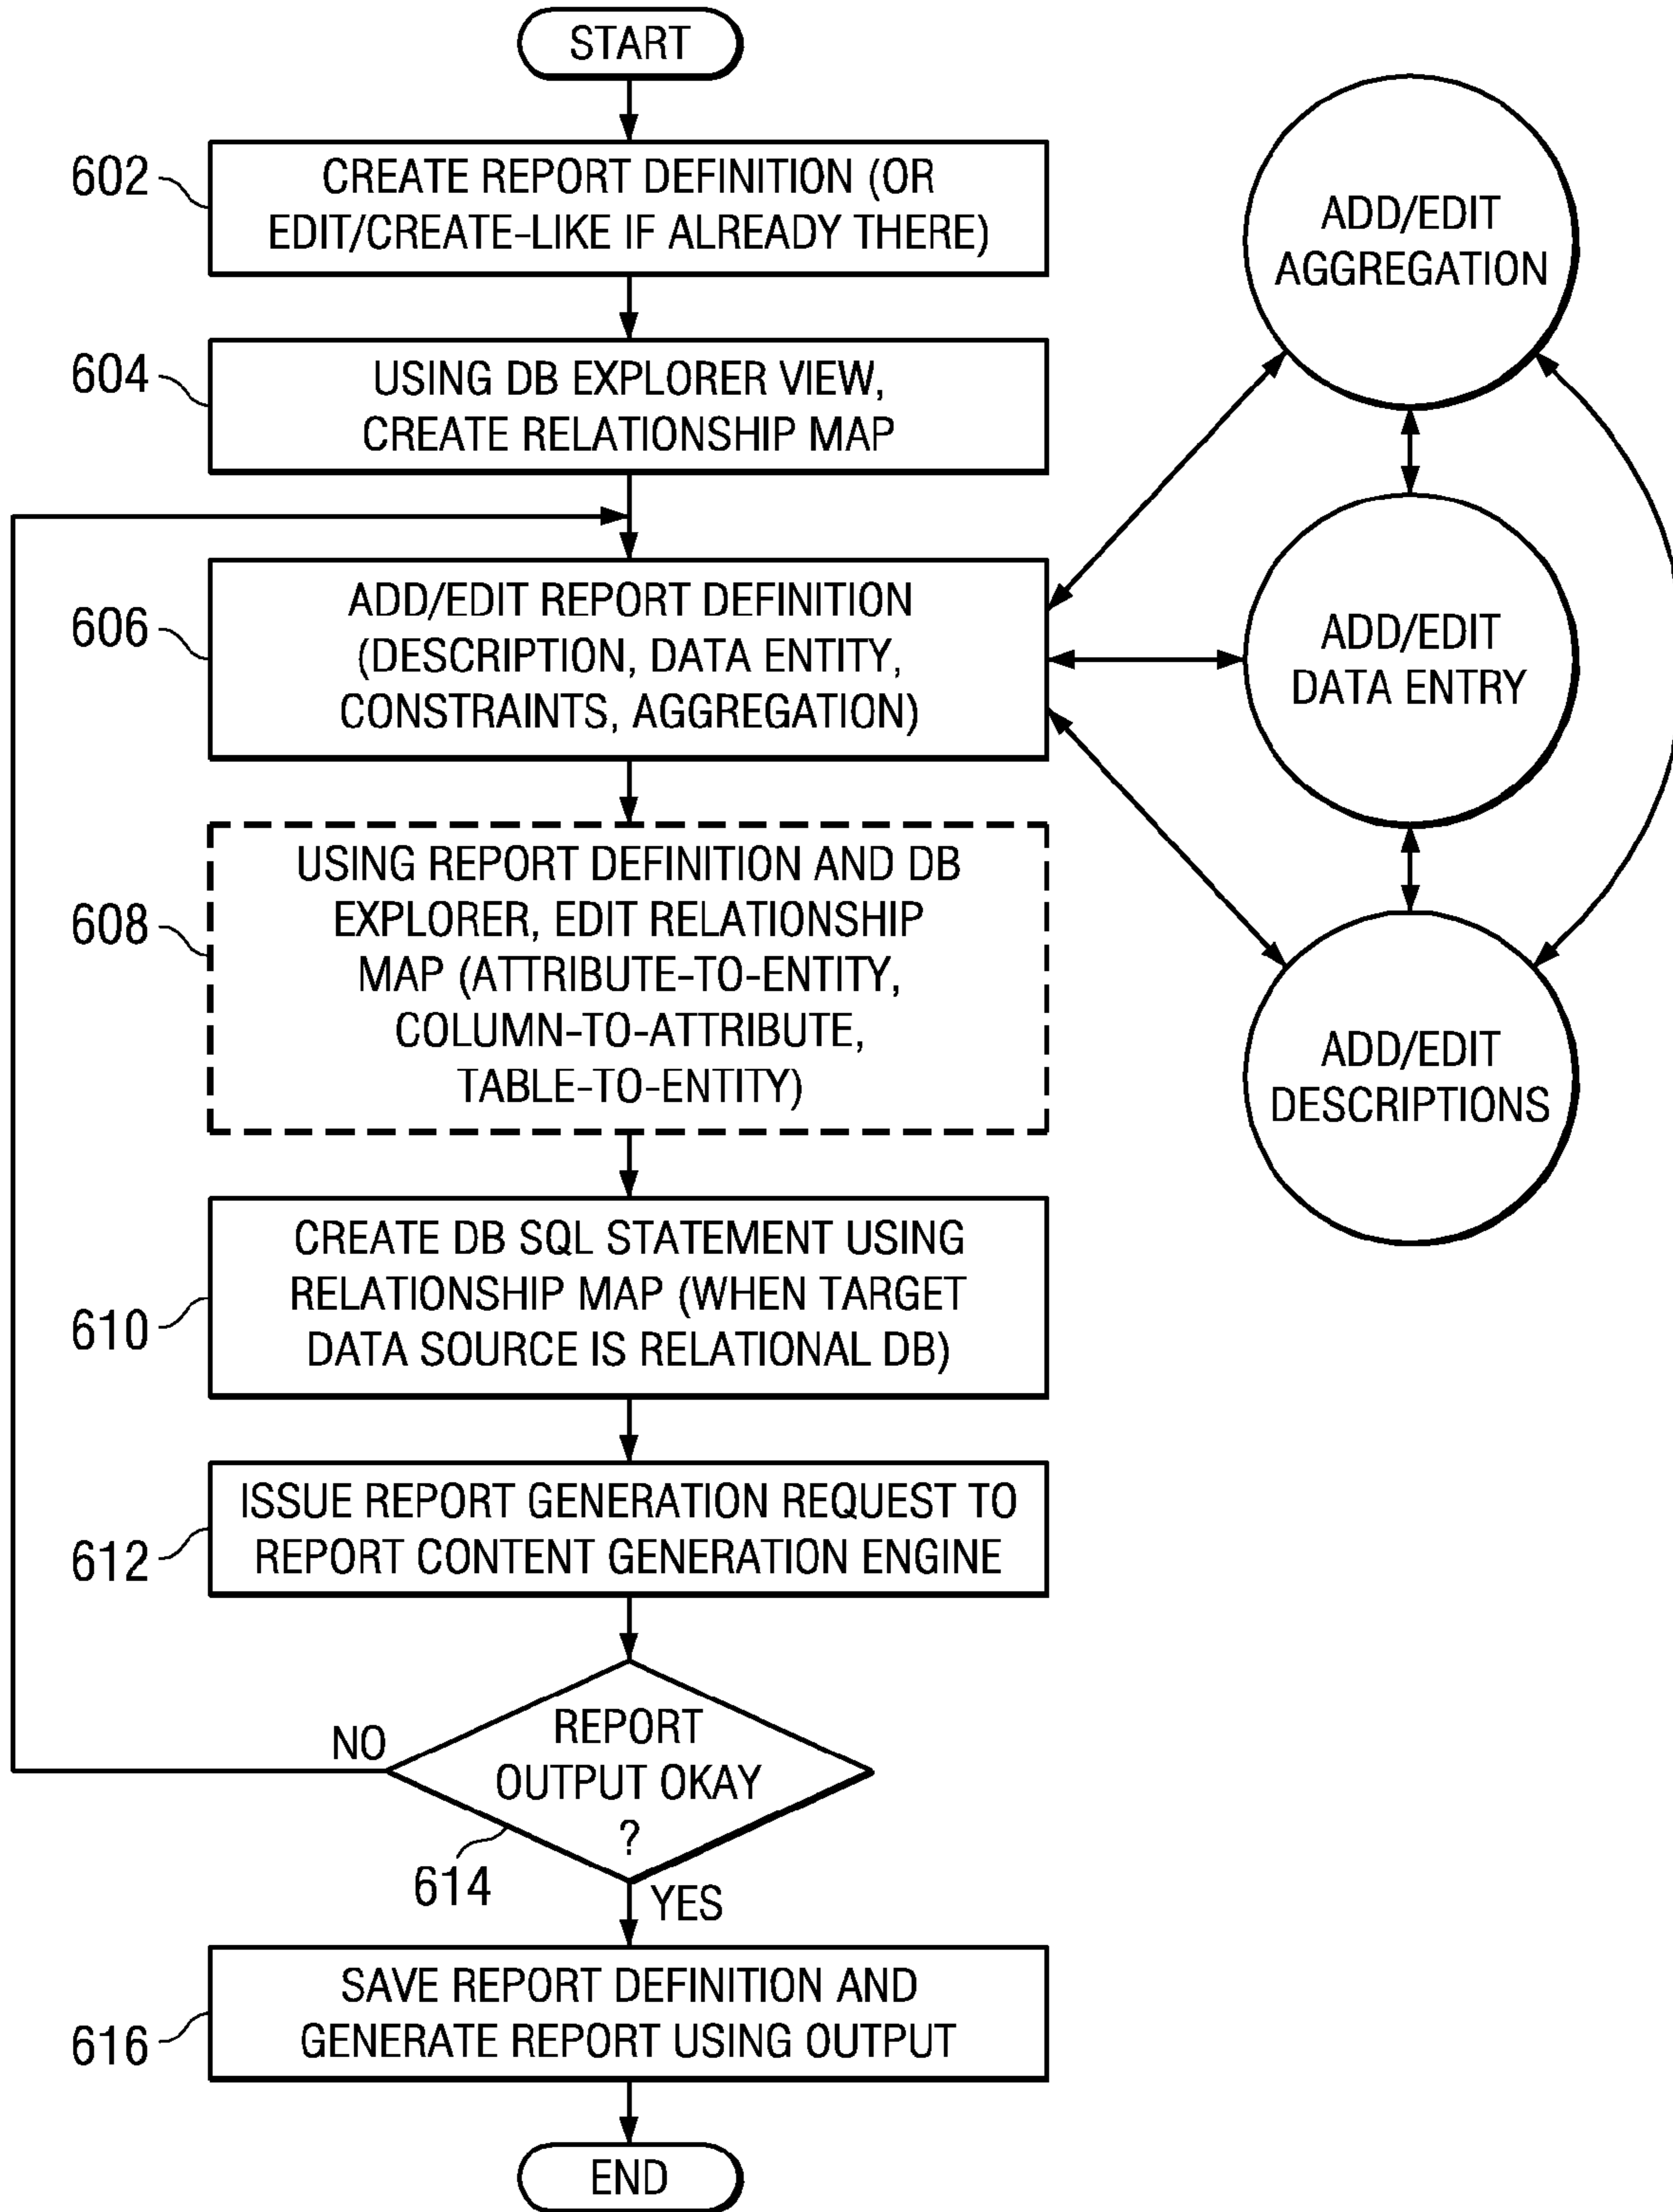 START
602
CREATE REPORT DEFINITION (OR
EDIT/CREATE-LIKE IF ALREADY THERE)
604
USING DB EXPLORER VIEW,
CREATE RELATIONSHIP MAP
606
ADD/EDIT REPORT DEFINITION
(DESCRIPTION, DATA ENTITY,
CONSTRAINTS, AGGREGATION)
ADD/EDIT
AGGREGATION
ADD/EDIT
DATA ENTRY
ADD/EDIT
DESCRIPTIONS
608
USING REPORT DEFINITION AND DB
EXPLORER, EDIT RELATIONSHIP
MAP (ATTRIBUTE-TO-ENTITY,
COLUMN-TO-ATTRIBUTE,
TABLE-TO-ENTITY)
610
CREATE DB SQL STATEMENT USING
RELATIONSHIP MAP (WHEN TARGET
DATA SOURCE IS RELATIONAL DB)
612
ISSUE REPORT GENERATION REQUEST TO
REPORT CONTENT GENERATION ENGINE
NO
REPORT
OUTPUT OKAY
?
614
YES
616
SAVE REPORT DEFINITION AND
GENERATE REPORT USING OUTPUT
END